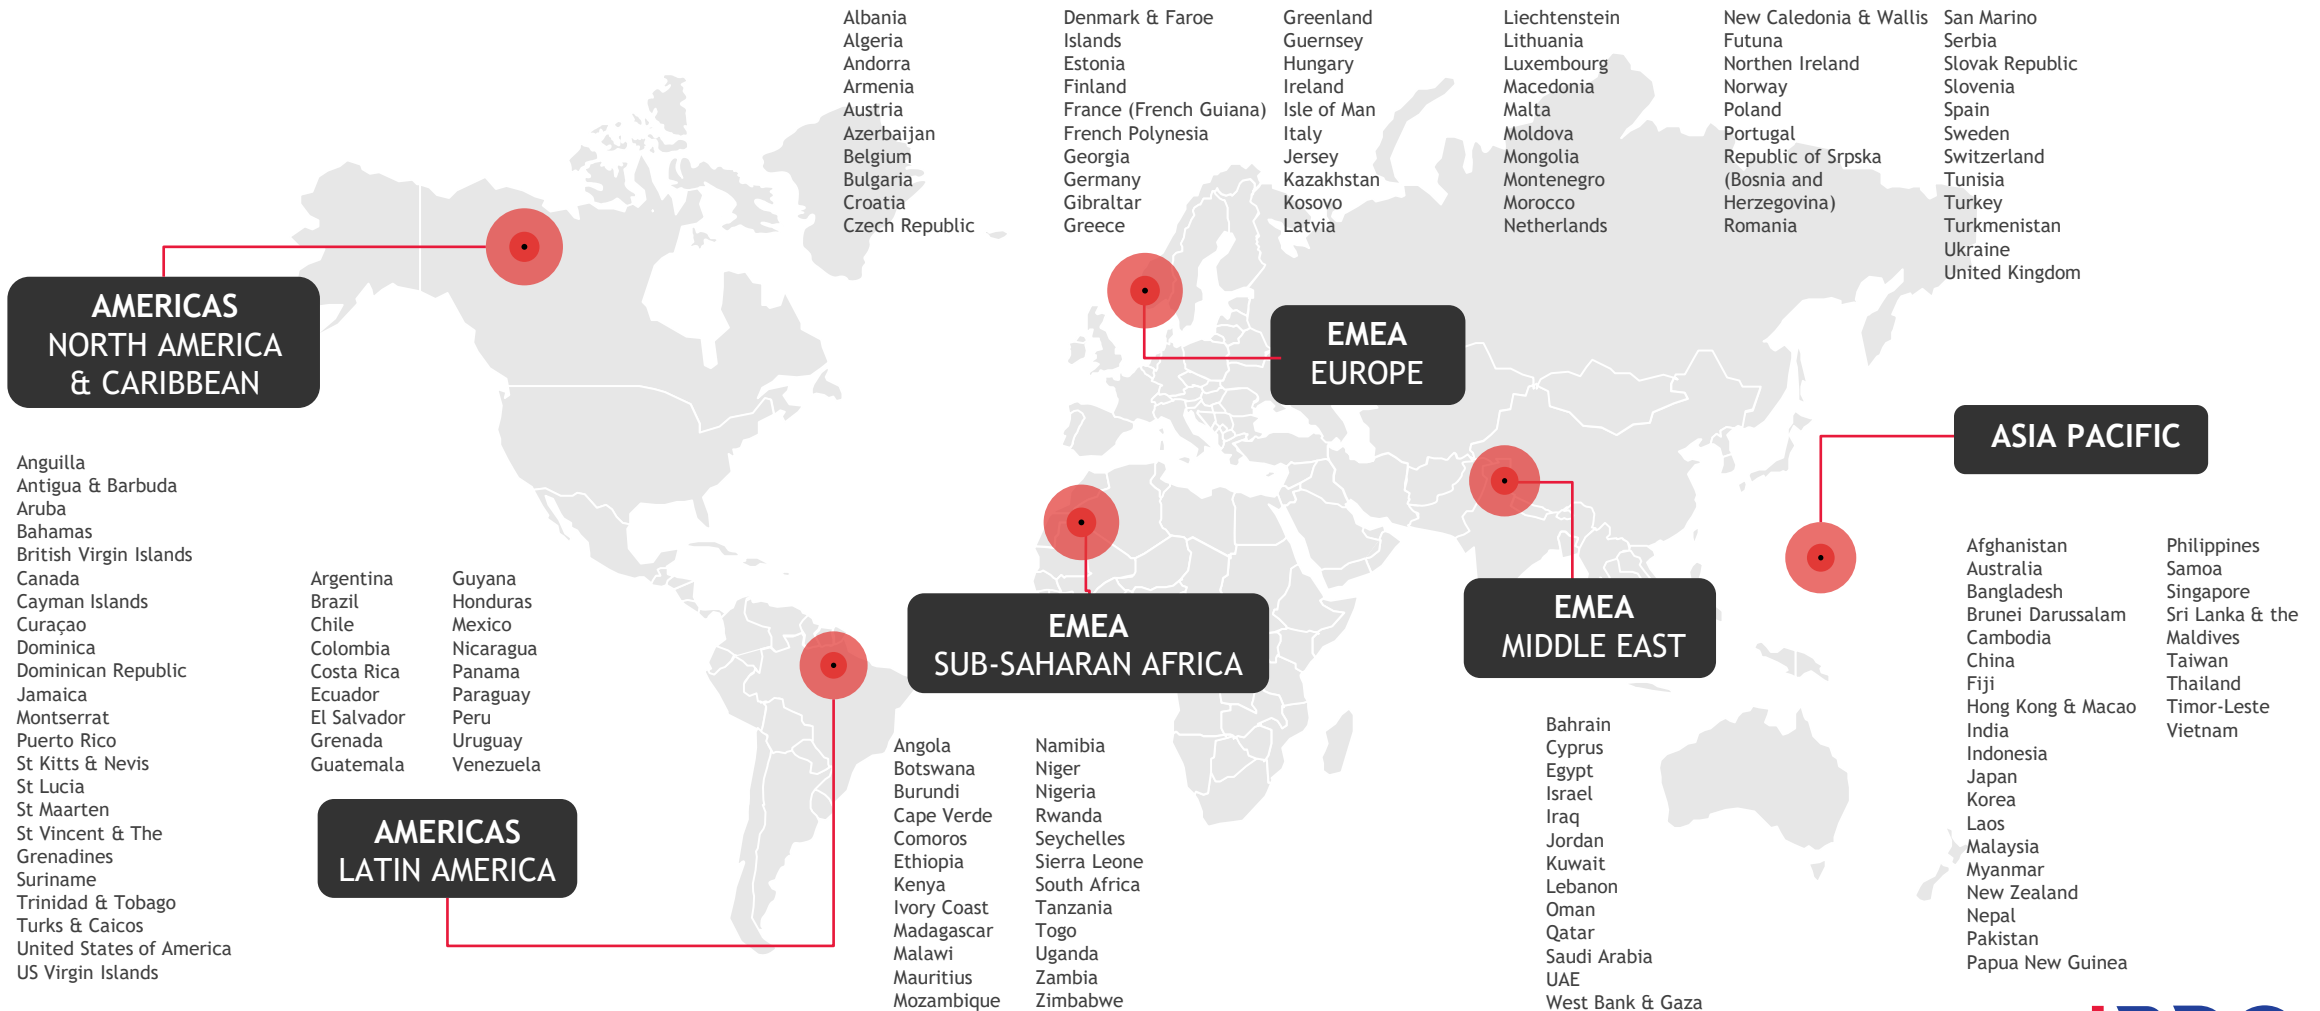 Albania
Algeria
Andorra
Armenia
Austria
Azerbaijan
Belgium
Bulgaria
Croatia
Czech Republic
Denmark & Faroe
Islands
Estonia
Finland
France (French Guiana)
French Polynesia
Georgia
Germany
Gibraltar
Greece
Greenland
Guernsey
Hungary
Ireland
Isle of Man
Italy
Jersey
Kazakhstan
Kosovo
Latvia
Liechtenstein
Lithuania
Luxembourg
Macedonia
Malta
Moldova
Mongolia
Montenegro
Morocco
Netherlands
New Caledonia & Wallis
Futuna
Northen Ireland
Norway
Poland
Portugal
Republic of Srpska
(Bosnia and
Herzegovina)
Romania
San Marino
Serbia
Slovak Republic
Slovenia
Spain
Sweden
Switzerland
Tunisia
Turkey
Turkmenistan
Ukraine
United Kingdom
AMERICAS
NORTH AMERICA
& CARIBBEAN
EMEA
EUROPE
ASIA PACIFIC
Anguilla
Antigua & Barbuda
Aruba
Bahamas
British Virgin Islands
Canada
Cayman Islands
Curaçao
Dominica
Dominican Republic
Jamaica
Montserrat
Puerto Rico
St Kitts & Nevis
St Lucia
St Maarten
St Vincent & The
Grenadines
Suriname
Trinidad & Tobago
Turks & Caicos
United States of America
US Virgin Islands
Argentina
Brazil
Chile
Colombia
Costa Rica
Ecuador
El Salvador
Grenada
Guatemala
Guyana
Honduras
Mexico
Nicaragua
Panama
Paraguay
Peru
Uruguay
Venezuela
AMERICAS
LATIN AMERICA
EMEA
SUB-SAHARAN AFRICA
Angola
Botswana
Burundi
Cape Verde
Comoros
Ethiopia
Kenya
Ivory Coast
Madagascar
Malawi
Mauritius
Mozambique
Namibia
Niger
Nigeria
Rwanda
Seychelles
Sierra Leone
South Africa
Tanzania
Togo
Uganda
Zambia
Zimbabwe
EMEA
MIDDLE EAST
Bahrain
Cyprus
Egypt
Israel
Iraq
Jordan
Kuwait
Lebanon
Oman
Qatar
Saudi Arabia
UAE
West Bank & Gaza
Afghanistan
Australia
Bangladesh
Brunei Darussalam
Cambodia
China
Fiji
Hong Kong & Macao
India
Indonesia
Japan
Korea
Laos
Malaysia
Myanmar
New Zealand
Nepal
Pakistan
Papua New Guinea
Philippines
Samoa
Singapore
Sri Lanka & the
Maldives
Taiwan
Thailand
Timor-Leste
Vietnam